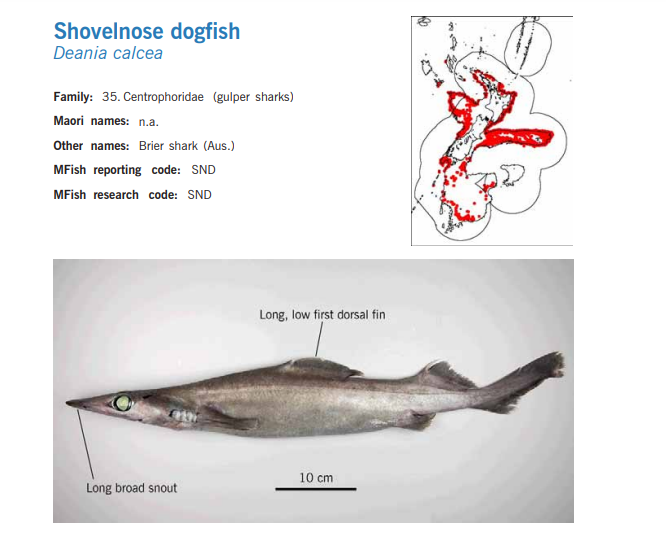 Shovelnose dogfish
Deania calcea
Family: 35. Centrophoridae (gulper sharks)
Maori names: n.a.
Other names: Brier shark (Aus.)
MFish reporting code: SND
MFish research code: SND
Long, low first dorsal fin
10 cm
Long broad snout